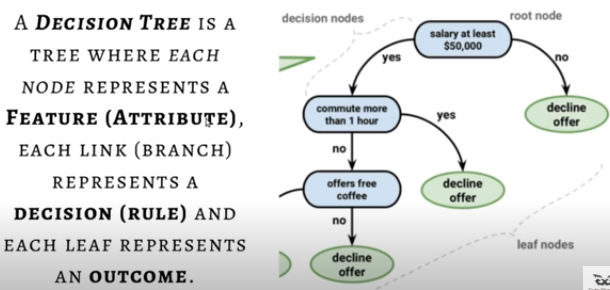 A DECISION TREE IS A
TREE WHERE EACH
NODE REPRESENTS A
FEATURE (ATTRIBUTE),
EACH LINK (BRANCH)
REPRESENTS A
DECISION (RULE) AND
EACH LEAF REPRESENTS
AN OUTCOME.
decision nodes
root node
salary at least
$50,000
yes
no
commute more
than 1 hour
yes
decline
offer
no
offers free
coffee
decline
offer
no
leaf nodes
decline
offer